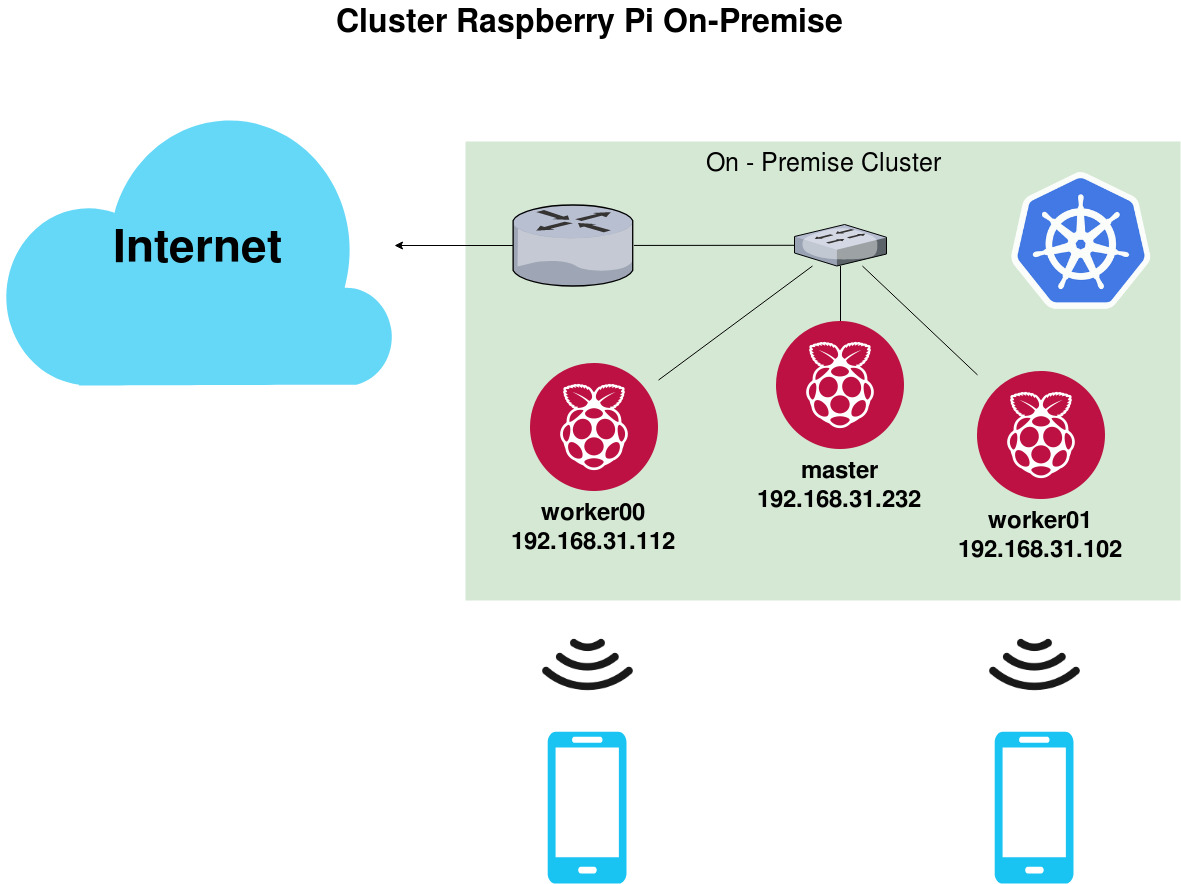 Cluster Raspberry Pi On-Premise
On - Premise Cluster
Internet
master
192.168.31.232
worker00
192.168.31.112
worker01
192.168.31.102